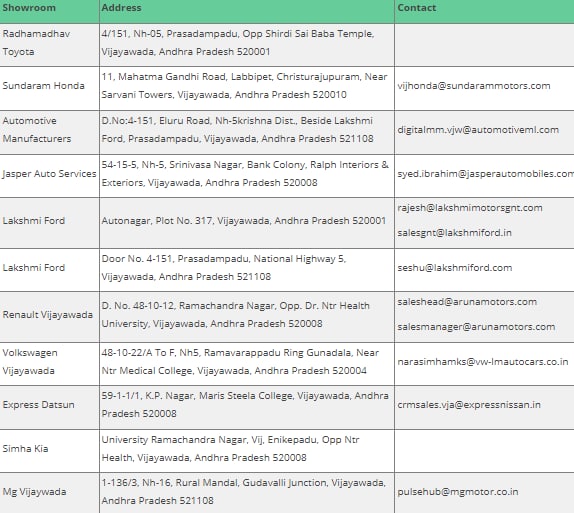 Showroom Address Contact
Radhamadhav Toyota
4/151, Nh-05, Prasadampadu, Opp Shirdi Sai Baba Temple,
Vijayawada, Andhra Pradesh 520001
Sundaram Honda
11, Mahatma Gandhi Road, Labbipet, Christurajupuram, Near
Sarvani Towers, Vijayawada, Andhra Pradesh 520010
vijhonda@sundarammotors.com
Automotive
Manufacturers
D.No:4-151, Eluru Road, Nh-5krishna Dist., Beside Lakshmi
Ford, Prasadampadu, Vijayawada, Andhra Pradesh 521108
digitalmm.vjw@automotiveml.com
Jasper Auto Services
54-15-5, Nh-5, Srinivasa Nagar, Bank Colony, Ralph Interiors &
Exteriors, Vijayawada, Andhra Pradesh 520008
syed.ibrahim@jasperautomobiles.com
Lakshmi Ford
Autonagar, Plot No. 317, Vijayawada, Andhra Pradesh 520001
rajesh@lakshmimotorsgnt.com
salesgnt@lakshmiford.in
Lakshmi Ford
Door No. 4-151, Prasadampadu, National Highway 5,
Vijayawada, Andhra Pradesh 521108
seshu@lakshmiford.com
Renault Vijayawada
D. No. 48-10-12, Ramachandra Nagar, Opp. Dr. Ntr Health
University, Vijayawada, Andhra Pradesh 520008
saleshead@arunamotors.com
salesmanager@arunamotors.com
Volkswagen
Vijayawada
48-10-22/A To F, Nh5, Ramavarappadu Ring Gunadala, Near
Ntr Medical College, Vijayawada, Andhra Pradesh 520004
narasimhamks@vw-lmautocars.co.in
Express Datsun
59-1-1/1, K.P. Nagar, Maris Steela College, Vijayawada, Andhra
Pradesh 520008
crmsales.vja@expressnissan.in
Simha Kia
University Ramachandra Nagar, Vij, Enikepadu, Opp Ntr
Health, Vijayawada, Andhra Pradesh 520008
Mg Vijaywada
1-136/3, Nh-16, Rural Mandal, Gudavalli Junction, Vijayawada,
Andhra Pradesh 521108
pulsehub@mgmotor.co.in